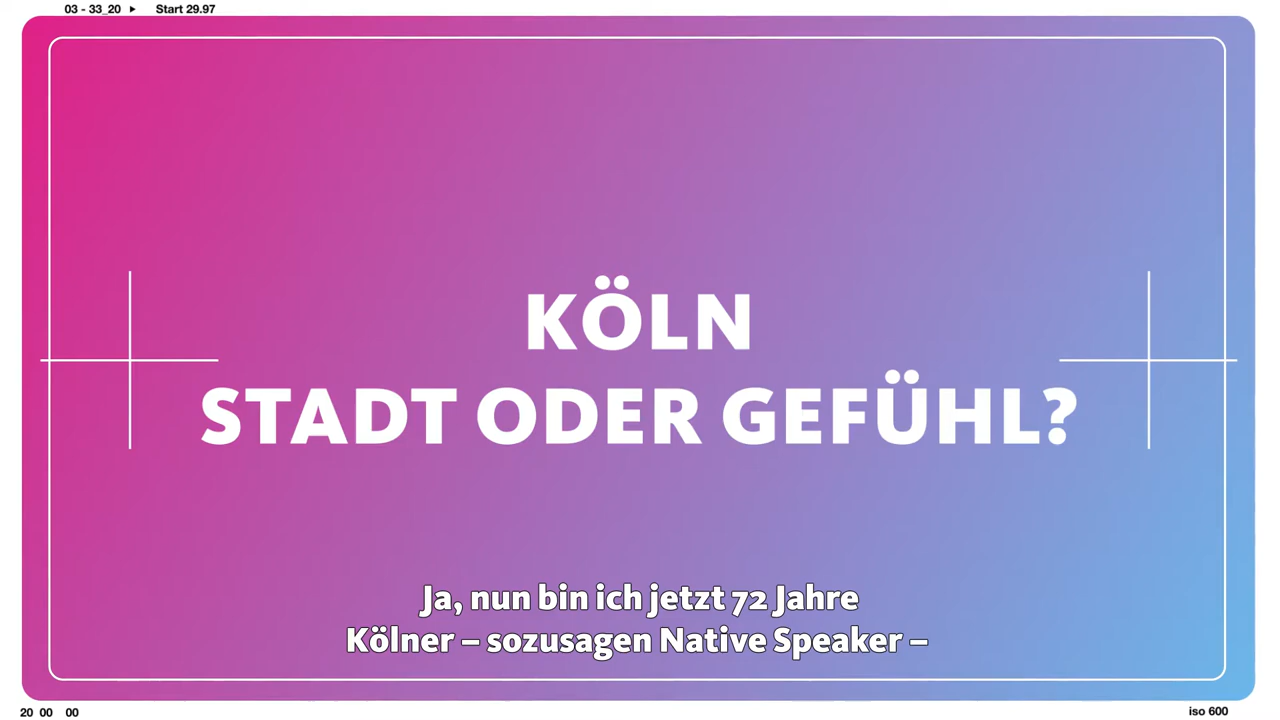 03 - 33_20 ▶ Start 29.97
KÖLN
STADT ODER GEFÜHL?
Ja, nun bin ich jetzt 72 Jahre
Kölner – sozusagen Native Speaker –
20 00 00
iso 600